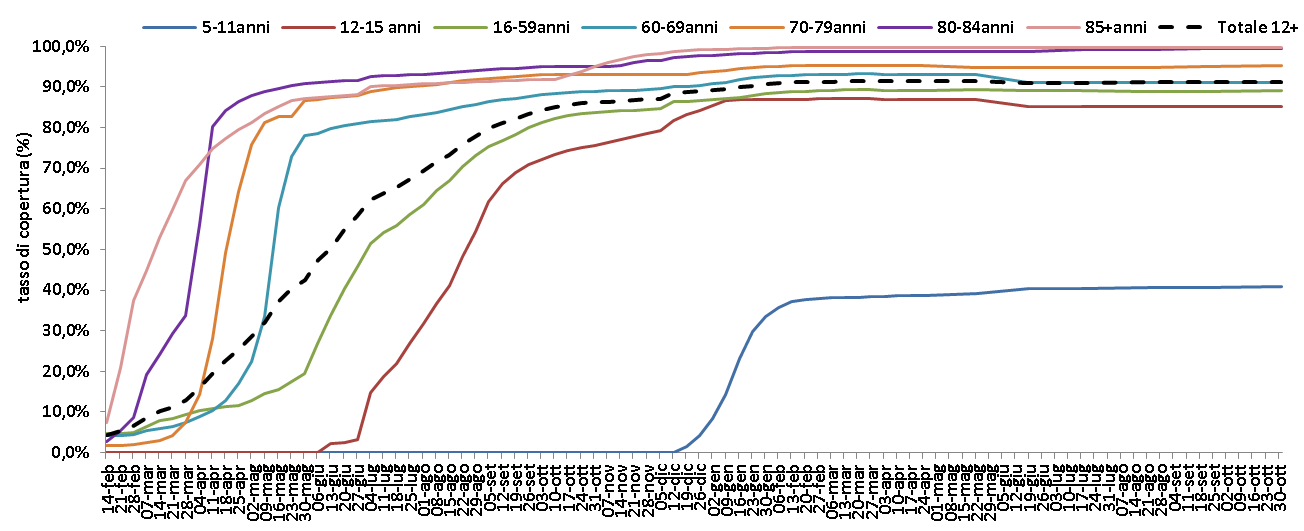 5-11anni
12-15 anni
16-59anni
60-69anni
70-79anni
80-84anni
85+anni
Totale 12+
tasso di copertura (%)
100,0%
90,0%
80,0%
70,0%
60,0%
50,0%
40,0%
30,0%
20,0%
10,0%
0,0%
14-feb
21-feb
28-feb
07-mar
14-mar
21-mar
28-mar
04-apr
11-apr
18-apr
25-apr
02-mag
09-mag
16-mag
23-mag
30-mag
06-giu
13-giu
20-giu
27-giu
04-lug
11-lug
18-lug
25-lug
01-ago
08-ago
15-ago
22-ago
29-ago
05-set
12-set
19-set
26-set
03-ott
10-ott
17-ott
24-ott
31-ott
07-nov
14-nov
21-nov
28-nov
05-dic
12-dic
19-dic
26-dic
02-gen
09-gen
16-gen
23-gen
30-gen
06-feb
13-feb
20-feb
27-feb
06-mar
13-mar
20-mar
27-mar
03-apr
10-apr
17-apr
24-apr
01-mag
08-mag
15-mag
22-mag
29-mag
05-giu
12-giu
19-giu
26-giu
03-lug
10-lug
17-lug
24-lug
31-lug
07-ago
14-ago
21-ago
28-ago
04-set
11-set
18-set
25-set
02-ott
09-ott
16-ott
23-ott
30-ott